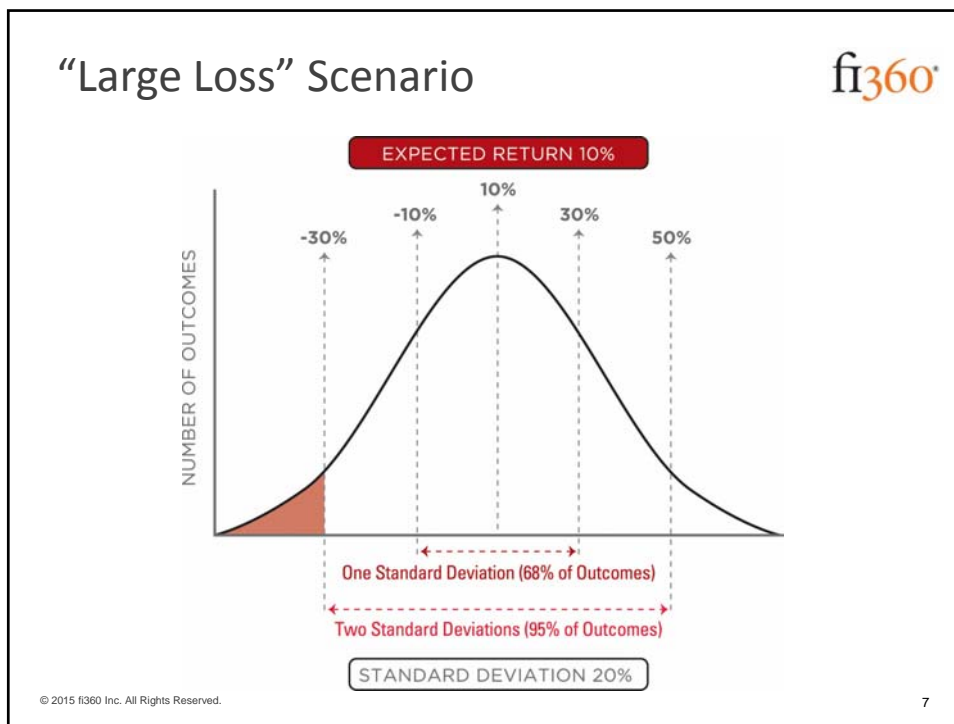 “Large Loss” Scenario
fi360®
EXPECTED RETURN 10%
10%
-10%
30%
-30%
50%
NUMBER OF OUTCOMES
One Standard Deviation (68% of Outcomes)
Two Standard Deviations (95% of Outcomes)
STANDARD DEVIATION 20%
© 2015 fi360 Inc. All Rights Reserved.
7